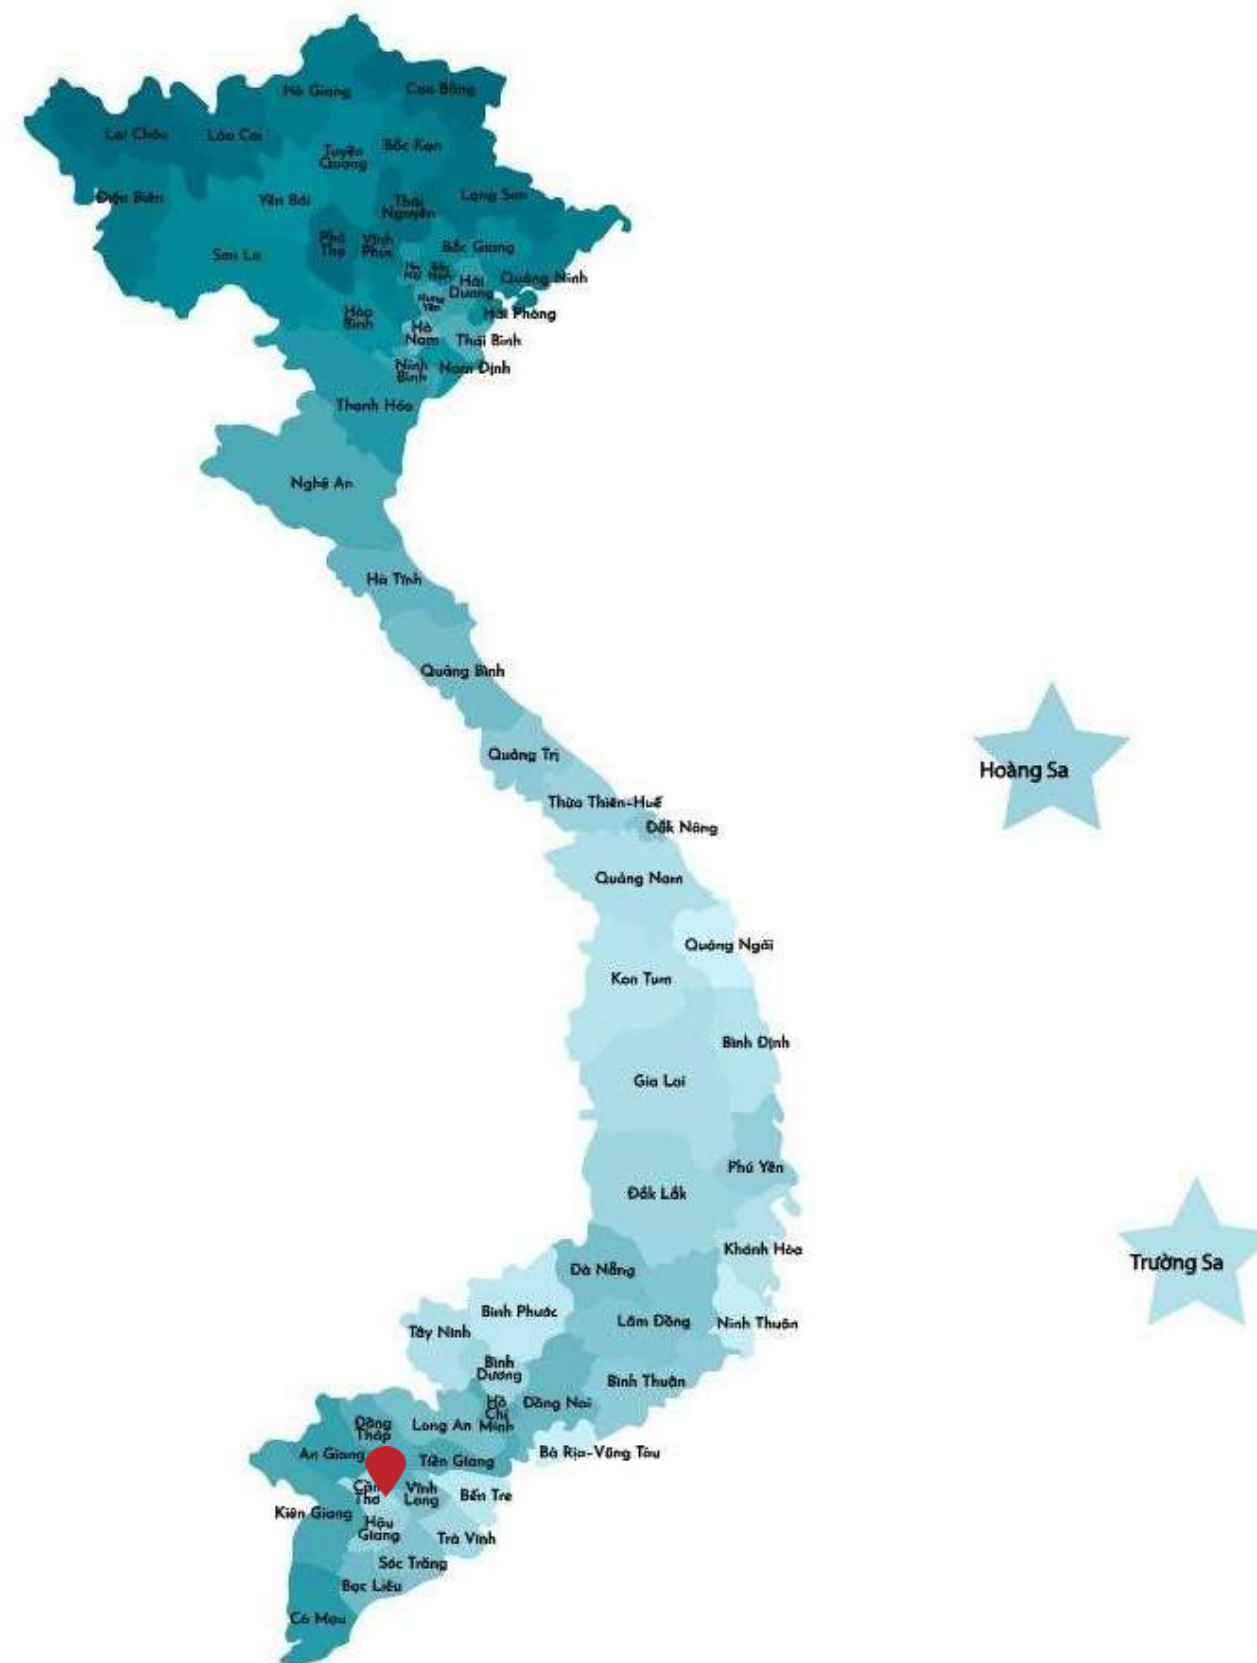 Hà Giang
Cao Bằng
Lai Châu
Lào Cai
Tuyên
Quang
Bắc Kạn
Điện Biên
Yên Bái
Thái
Nguyên
Lạng Sơn
Phú
Thọ
Vĩnh
Phúc
Bắc Giang
Sơn La
Hà
Nội
Bắc
Ninh
Hải
Dương
Quảng Ninh
Hưng
Yên
Hòa
Bình
Hải Phòng
Hà
Nam
Thái Bình
Ninh
Bình
Nam Định
Thanh Hóa
Nghệ An
Hà Tĩnh
Quảng Bình
Quảng Trị
Hoàng Sa
Thừa Thiên-Huế
Đắk Nông
Quảng Nam
Quảng Ngãi
Kon Tum
Bình Định
Gia Lai
Phú Yên
Đắk Lắk
Khánh Hòa
Trường Sa
Đà Nẵng
Bình Phước
Lâm Đồng
Ninh Thuận
Tây Ninh
Bình
Dương
Bình Thuận
Hồ
Chí
Minh
Đồng Nai
Đồng
Tháp
Long An
An Giang
Tiền Giang
Bà Rịa-Vũng Tàu
Cần
Thơ
Vĩnh
Long
Bến Tre
Kiên Giang
Hậu
Giang
Trà Vinh
Sóc Trăng
Bạc Liêu
Cà Mau